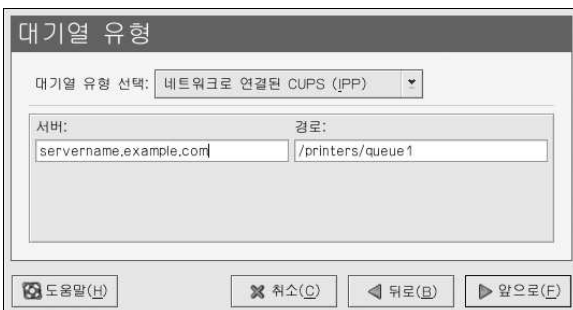 대기열 유형
대기열 유형 선택: 네트워크로 연결된 CUPS (IPP)
서버: 경로:
servername.example.com /printers/queue1
도움말(H) 취소(C) 뒤로(B) 앞으로(F)